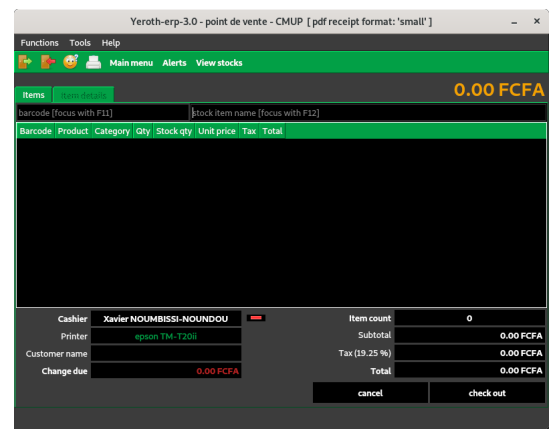 Yeroth-erp-3.0 - point de vente - CMUP [ pdf receipt format: 'small' ]
Functions Tools Help
Main menu Alerts View stocks
Items Item details 0.00 FCFA
barcode [focus with F11] stock item name [focus with F12]
Barcode Product Category Qty Stock qty Unit price Tax Total
Cashier Xavier NOUMBISSI-NOUNDOU Item count 0
Printer epson TM-T20ii Subtotal 0.00 FCFA
Customer name Tax (19.25 %) 0.00 FCFA
Change due 0.00 FCFA Total 0.00 FCFA
cancel check out